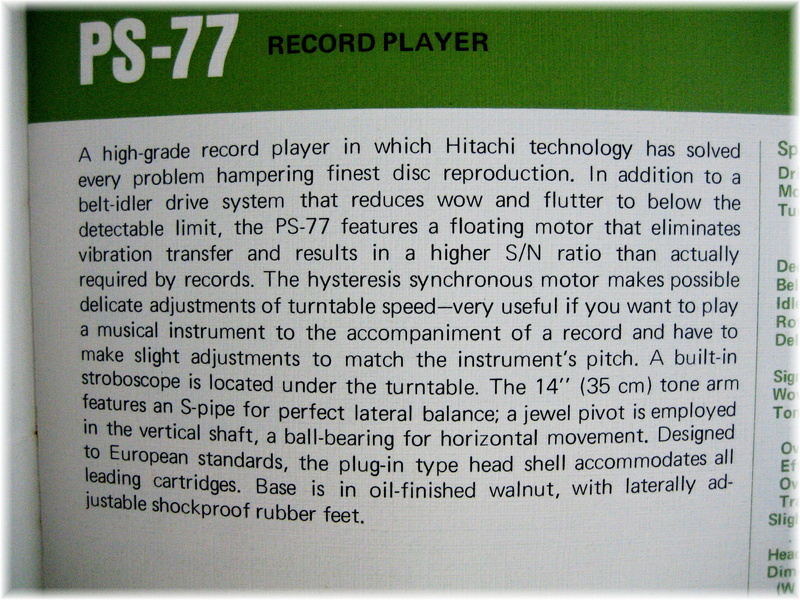 PS-77 RECORD PLAYER
A high-grade record player in which Hitachi technology has solved
every problem hampering finest disc reproduction. In addition to a
belt-idler drive system that reduces wow and flutter to below the
detectable limit, the PS-77 features a floating motor that eliminates
vibration transfer and results in a higher S/N ratio than actually
required by records. The hysteresis synchronous motor makes possible
delicate adjustments of turntable speed—very useful if you want to play
a musical instrument to the accompaniment of a record and have to
make slight adjustments to match the instrument's pitch. A built-in
stroboscope is located under the turntable. The 14'' (35 cm) tone arm
features an S-pipe for perfect lateral balance; a jewel pivot is employed
in the vertical shaft, a ball-bearing for horizontal movement. Designed
to European standards, the plug-in type head shell accommodates all
leading cartridges. Base is in oil-finished walnut, with laterally ad-
justable shockproof rubber feet.